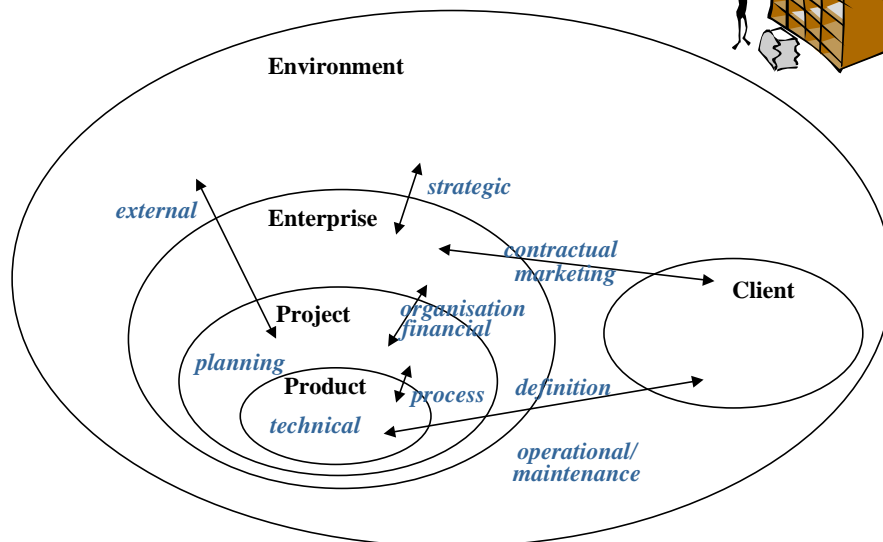 Environment
strategic
external
Enterprise
contractual
marketing
Client
Project
organisation
financial
planning
Product
process
definition
technical
operational/
maintenance